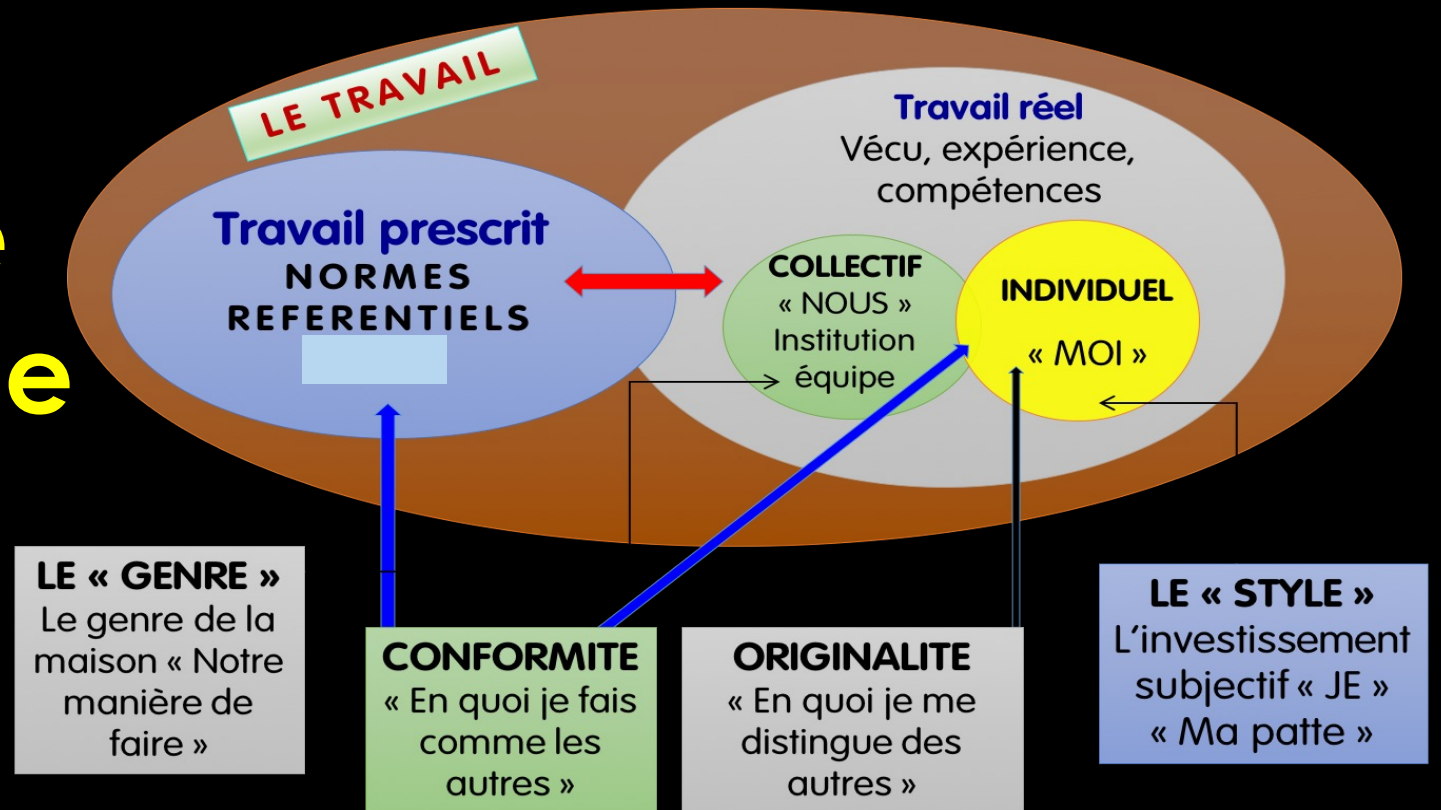 LE TRAVAIL
Travail réel
Vécu, expérience,
compétences
Travail prescrit
NORMES
REFERENTIELS
COLLECTIF
« NOUS »
Institution
équipe
INDIVIDUEL
« MOI »
e
e
LE « GENRE »
Le genre de la
maison « Notre
manière de
faire »
CONFORMITE
« En quoi je fais
comme les
autres »
ORIGINALITE
« En quoi je me
distingue des
autres »
LE « STYLE »
L’investissement
subjectif « JE »
« Ma patte »